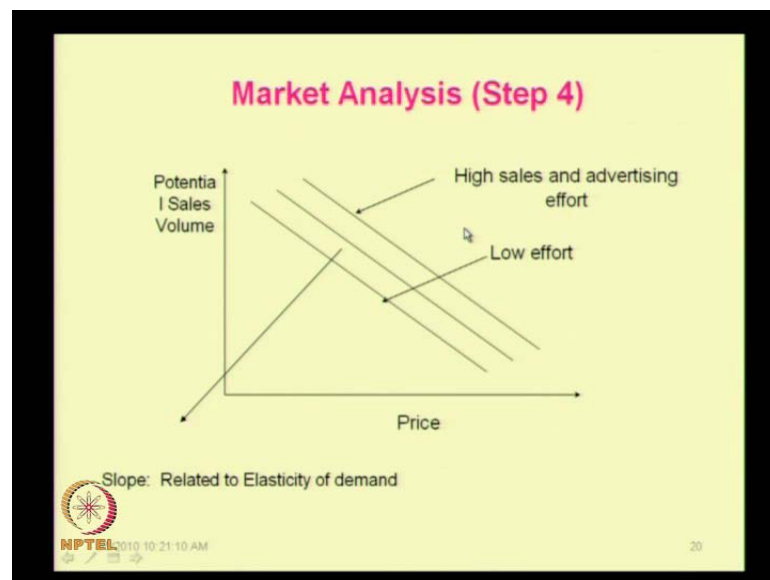 Market Analysis (Step 4)
Potentia
l Sales
Volume
High sales and advertising
effort
Low effort
Price
Slope: Related to Elasticity of demand
NPTEL
2010 10:21:10 AM
20